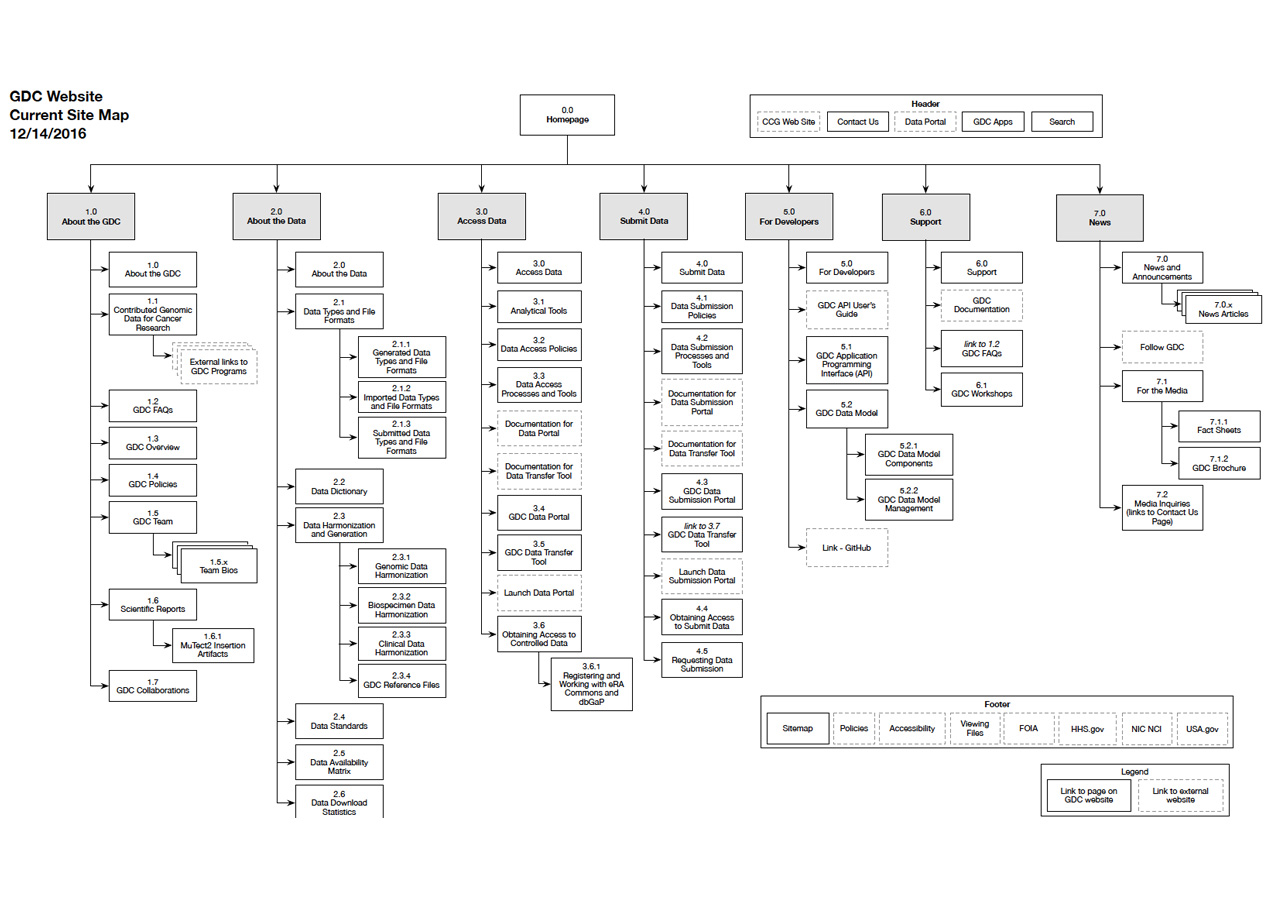 GDC Website
Current Site Map
12/14/2016
0.0
Homepage
Header
CCG Web Site
Contact Us
Data Portal
GDC Apps
Search
1.0
About the GDC
1.0
About the GDC
1.1
Contributed Genomic
Data for Cancer
Research
External links to
GDC Programs
1.2
GDC FAQs
1.3
GDC Overview
1.4
GDC Policies
1.5
GDC Team
1.5.x
Team Bios
1.6
Scientific Reports
1.6.1
MuTect2 Insertion
Artifacts
1.7
GDC Collaborations
2.0
About the Data
2.0
About the Data
2.1
Data Types and File
Formats
2.1.1
Generated Data
Types and File
Formats
2.1.2
Imported Data Types
and File Formats
2.1.3
Submitted Data
Types and File
Formats
2.2
Data Dictionary
2.3
Data Harmonization
and Generation
2.3.1
Genomic Data
Harmonization
2.3.2
Biospecimen Data
Harmonization
2.3.3
Clinical Data
Harmonization
2.3.4
GDC Reference Files
2.4
Data Standards
2.5
Data Availability
Matrix
2.6
Data Download
Statistics
3.0
Access Data
3.0
Access Data
3.1
Analytical Tools
3.2
Data Access Policies
3.3
Data Access
Processes and Tools
Documentation for
Data Portal
Documentation for
Data Transfer Tool
3.4
GDC Data Portal
3.5
GDC Data Transfer
Tool
Launch Data Portal
3.6
Obtaining Access to
Controlled Data
3.6.1
Registering and
Working with eRA
Commons and
dbGaP
4.0
Submit Data
4.0
Submit Data
4.1
Data Submission
Policies
4.2
Data Submission
Processes and
Tools
Documentation for
Data Submission
Portal
Documentation for
Data Transfer Tool
4.3
GDC Data
Submission Portal
link to 3.7
GDC Data Transfer
Tool
Launch Data
Submission Portal
4.4
Obtaining Access
to Submit Data
4.5
Requesting Data
Submission
5.0
For Developers
5.0
For Developers
GDC API User's
Guide
5.1
GDC Application
Programming
Interface (API)
5.2
GDC Data Model
5.2.1
GDC Data Model
Components
5.2.2
GDC Data Model
Management
Link - GitHub
6.0
Support
6.0
Support
GDC
Documentation
link to 1.2
GDC FAQs
6.1
GDC Workshops
7.0
News
7.0
News and
Announcements
7.0.x
News Articles
Follow GDC
7.1
For the Media
7.1.1
Fact Sheets
7.1.2
GDC Brochure
7.2
Media Inquiries
(links to Contact Us
Page)
Footer
Sitemap
Policies
Accessibility
Viewing
Files
FOIA
HHS.gov
NIC NCI
USA.gov
Legend
Link to page on
GDC website
Link to external
website